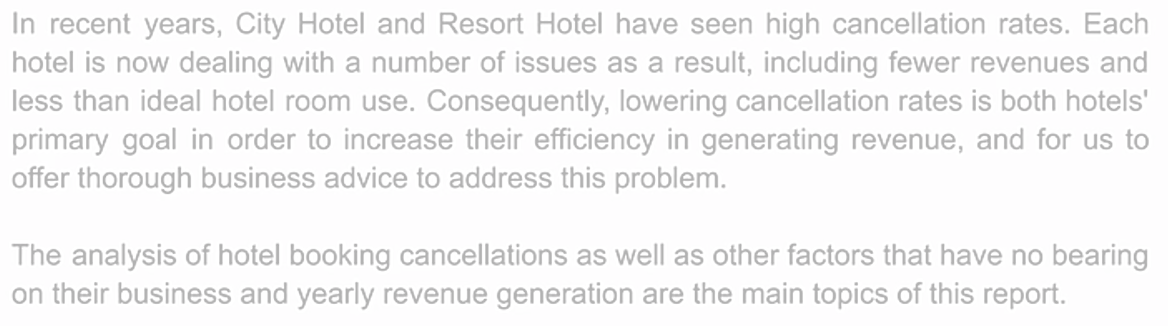 In recent years, City Hotel and Resort Hotel have seen high cancellation rates. Each
hotel is now dealing with a number of issues as a result, including fewer revenues and
less than ideal hotel room use. Consequently, lowering cancellation rates is both hotels'
primary goal in order to increase their efficiency in generating revenue, and for us to
offer thorough business advice to address this problem.
The analysis of hotel booking cancellations as well as other factors that have no bearing
on their business and yearly revenue generation are the main topics of this report.